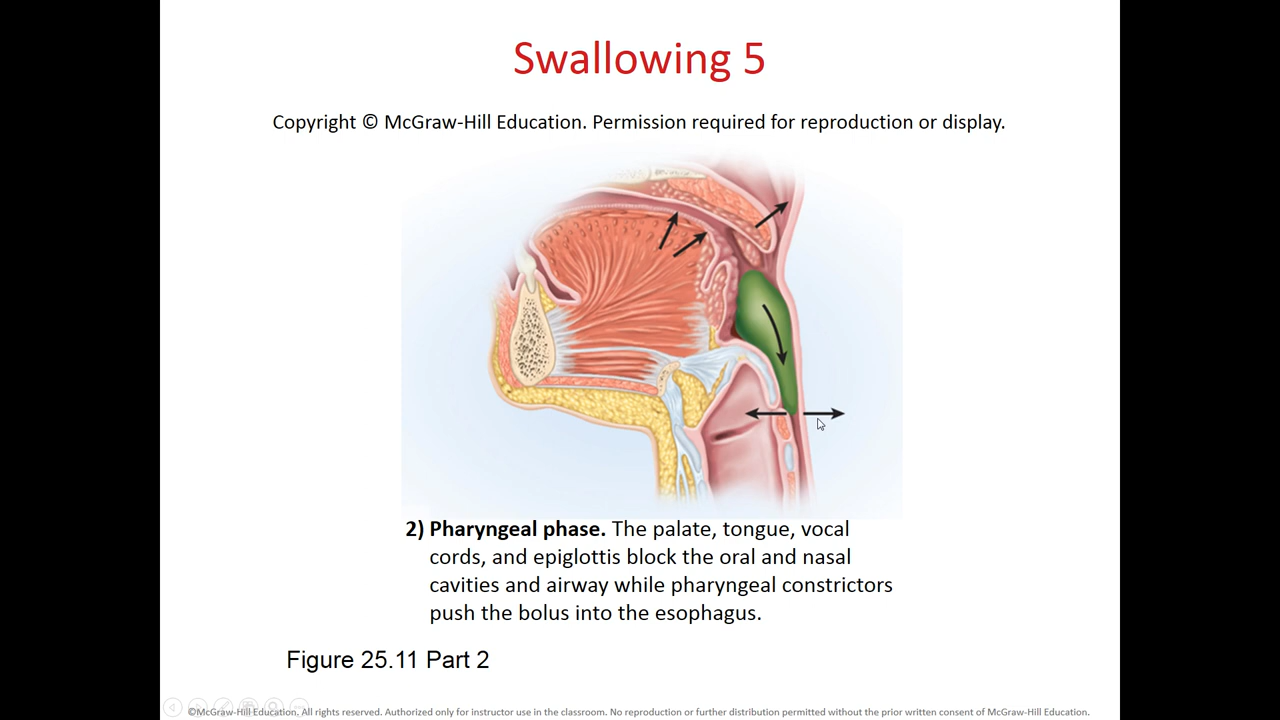 Swallowing 5
Copyright © McGraw-Hill Education. Permission required for reproduction or display.
2) Pharyngeal phase. The palate, tongue, vocal
cords, and epiglottis block the oral and nasal
cavities and airway while pharyngeal constrictors
push the bolus into the esophagus.
Figure 25.11 Part 2
©McGraw-Hill Education. All rights reserved. Authorized only for instructor use in the classroom. No reproduction or further distribution permitted without the prior written consent of McGraw-Hill Education.